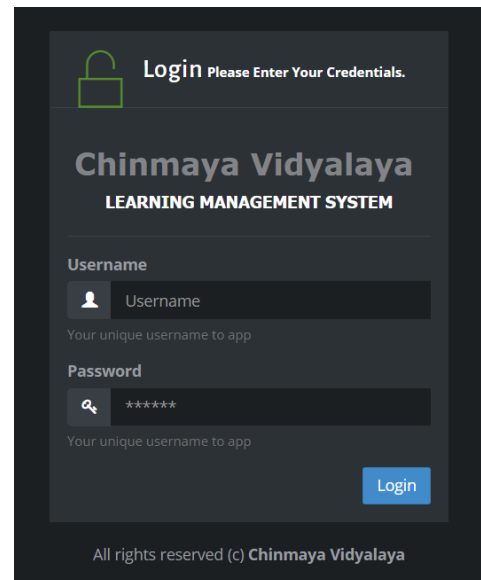 Login Please Enter Your Credentials.
Chinmaya Vidyalaya
LEARNING MANAGEMENT SYSTEM
Username
Username
Your unique username to app
Password
******
Your unique username to app
Login
All rights reserved (c) Chinmaya Vidyalaya